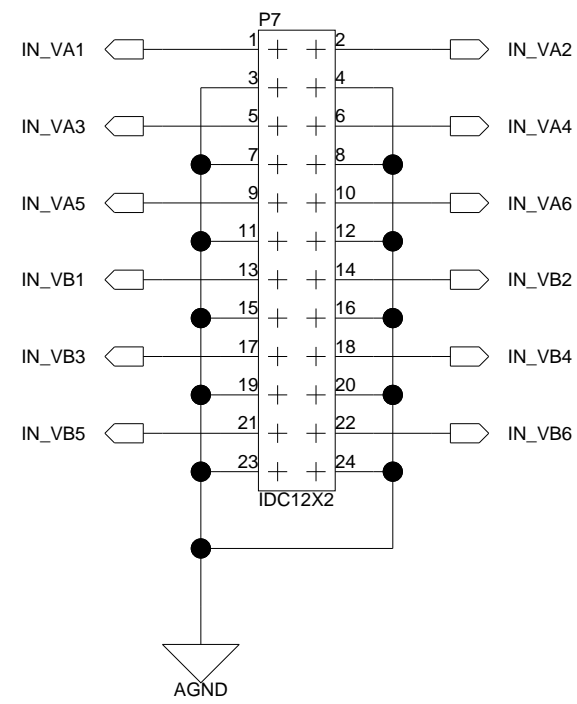 P7
IN_VA1 1 2 IN_VA2
3 4
IN_VA3 5 6 IN_VA4
7 8
IN_VA5 9 10 IN_VA6
11 12
IN_VB1 13 14 IN_VB2
15 16
IN_VB3 17 18 IN_VB4
19 20
IN_VB5 21 22 IN_VB6
23 24
IDC12X2
AGND